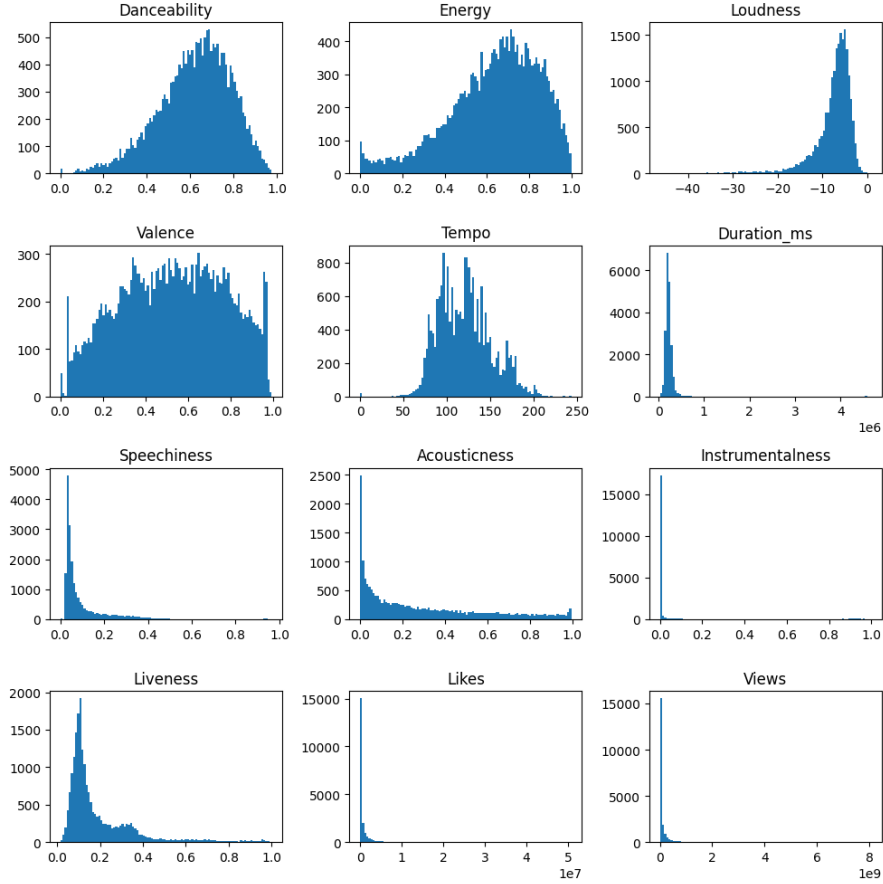 Danceability
500
400
300
200
100
0
0.0 0.2 0.4 0.6 0.8 1.0
Energy
400
300
200
100
0
0.0 0.2 0.4 0.6 0.8 1.0
Loudness
1500
1000
500
0
−40 −30 −20 −10 0
Valence
300
200
100
0
0.0 0.2 0.4 0.6 0.8 1.0
Tempo
800
600
400
200
0
0 50 100 150 200 250
Duration_ms
6000
4000
2000
0
0 1 2 3 4
1e6
Speechiness
5000
4000
3000
2000
1000
0
0.0 0.2 0.4 0.6 0.8 1.0
Acousticness
2500
2000
1500
1000
500
0
0.0 0.2 0.4 0.6 0.8 1.0
Instrumentalness
15000
10000
5000
0
0.0 0.2 0.4 0.6 0.8 1.0
Liveness
2000
1500
1000
500
0
0.0 0.2 0.4 0.6 0.8 1.0
Likes
15000
10000
5000
0
0 1 2 3 4 5
1e7
Views
15000
10000
5000
0
0 2 4 6 8
1e9